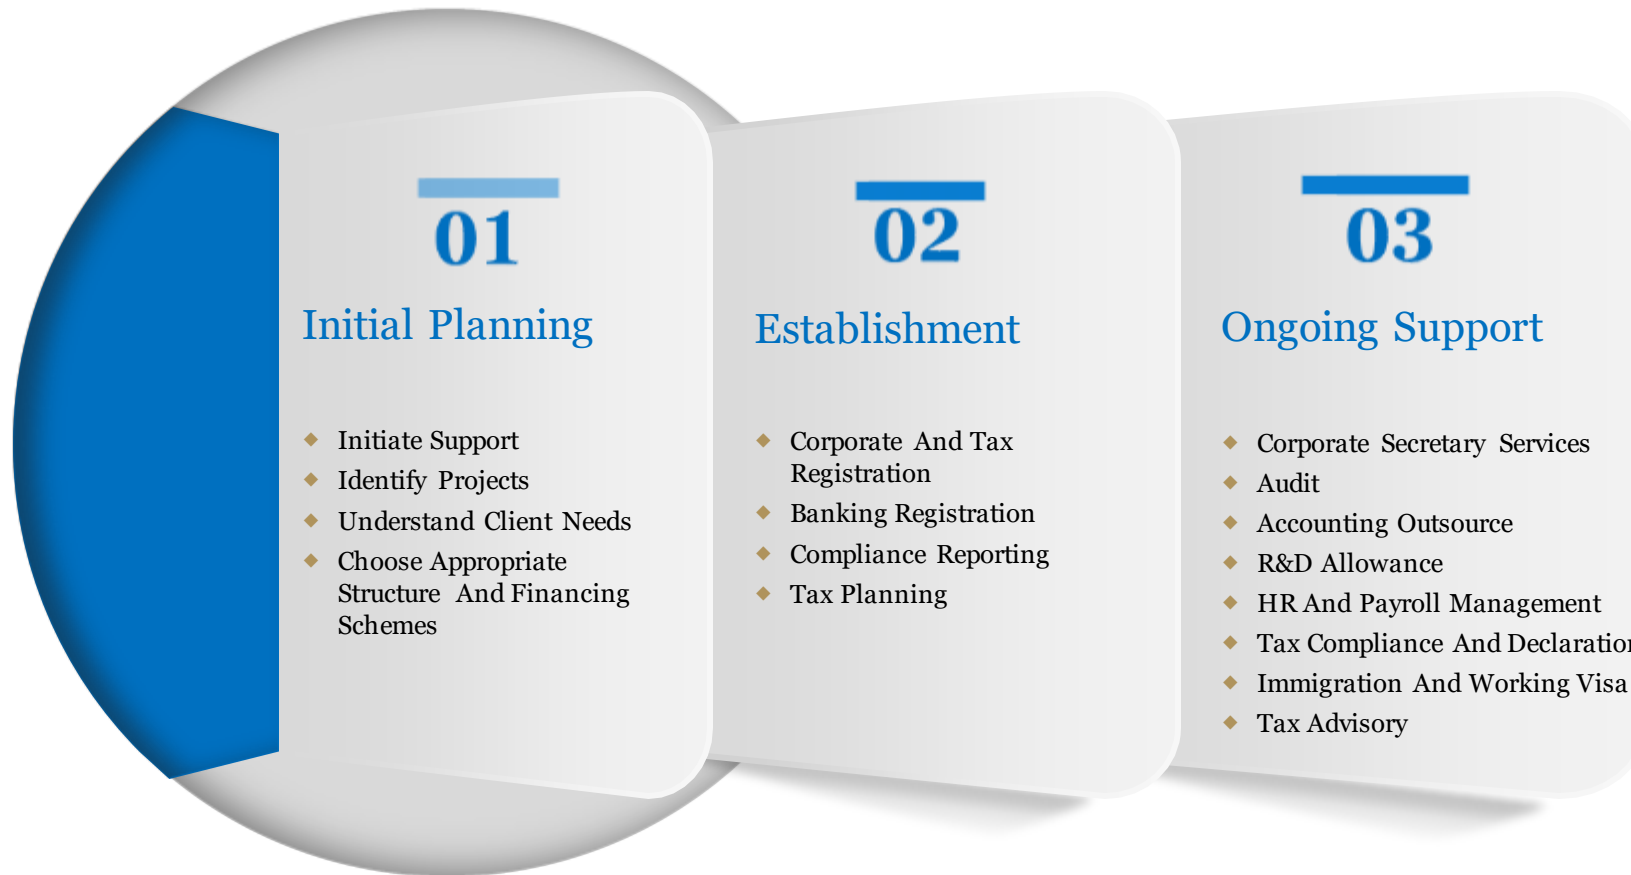 01
Initial Planning
Initiate Support
Identify Projects
Understand Client Needs
Choose Appropriate
Structure And Financing
Schemes
02
Establishment
Corporate And Tax
Registration
Banking Registration
Compliance Reporting
Tax Planning
03
Ongoing Support
Corporate Secretary Services
Audit
Accounting Outsource
R&D Allowance
HR And Payroll Management
Tax Compliance And Declaration
Immigration And Working Visa
Tax Advisory